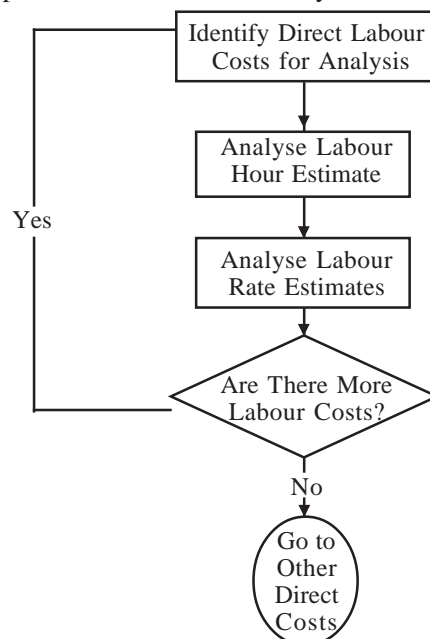 Identify Direct Labour
Costs for Analysis
Analyse Labour
Hour Estimate
Yes
Analyse Labour
Rate Estimates
Are There More
Labour Costs?
No
Go to
Other
Direct
Costs